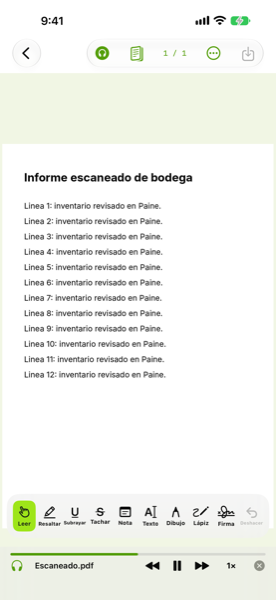 9:41
1 / 1
Informe escaneado de bodega
Linea 1: inventario revisado en Paine.
Linea 2: inventario revisado en Paine.
Linea 3: inventario revisado en Paine.
Linea 4: inventario revisado en Paine.
Linea 5: inventario revisado en Paine.
Linea 6: inventario revisado en Paine.
Linea 7: inventario revisado en Paine.
Linea 8: inventario revisado en Paine.
Linea 9: inventario revisado en Paine.
Linea 10: inventario revisado en Paine.
Linea 11: inventario revisado en Paine.
Linea 12: inventario revisado en Paine.
Leer Resaltar Subrayar Tachar Nota Texto Dibujo Lápiz Firma Deshacer
Escaneado.pdf 1×